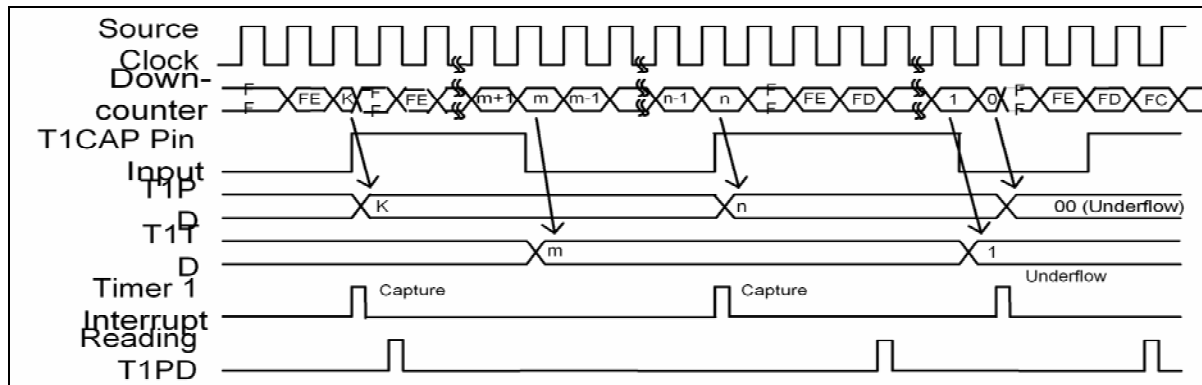 Source
Clock
Down-
counter
F F FE K F F FE m+1 m m-1 n-1 n F F FE FD 1 0 F F FE FD FC
T1CAP Pin
Input
T1P
D
K n 00 (Underflow)
T1T
D
m 1
Underflow
Timer 1
Interrupt
Capture Capture
Reading
T1PD